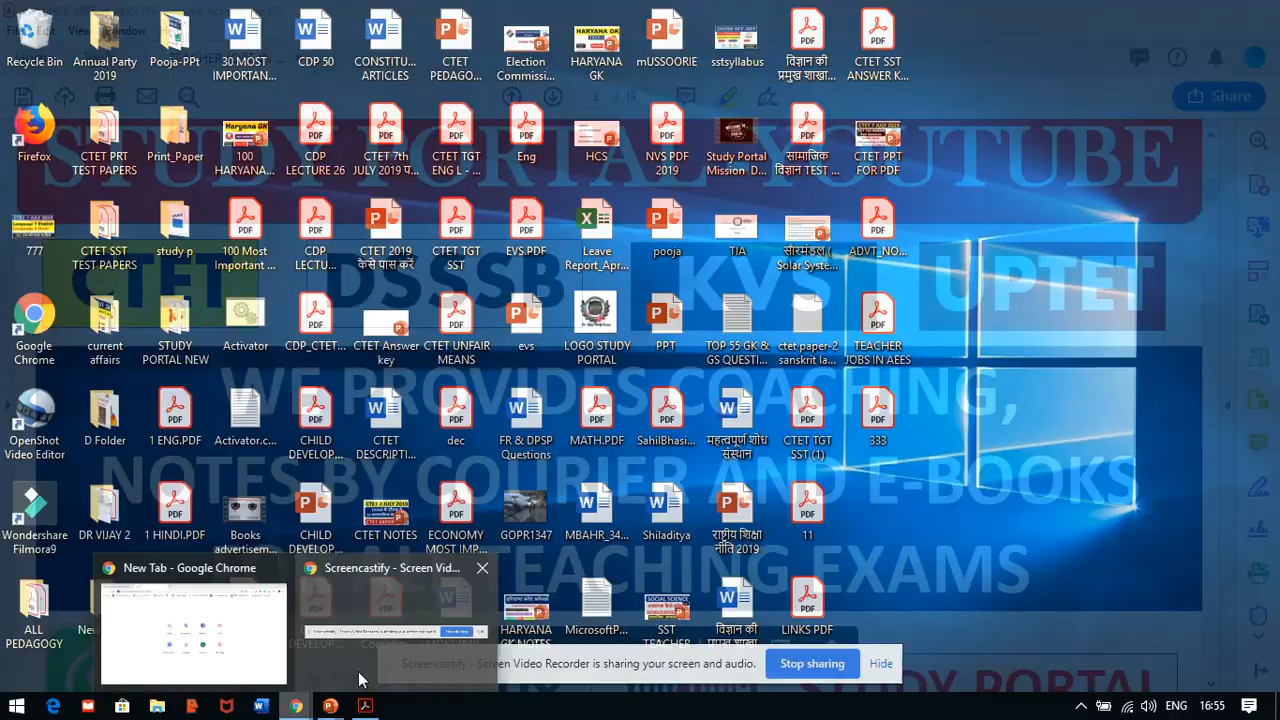 View
Window
Recycle Bin
Annual Party 2019
Pooja-PPt
30 MOST IMPORTAN...
CDP 50
CONSTITU... ARTICLES
CTET PEDAGO...
Election Commissi...
HARYANA GK
mUSSOORIE
sstsyllabus
विज्ञान की प्रमुख शाखा...
CTET SST ANSWER K...
2 / 19
Share
Firefox
CTET PRT TEST PAPERS
Print_Paper
100 HARYANA...
CDP LECTURE 26
CTET 7th JULY 2019 प...
CTET TGT ENG L - ...
Eng
HCS
NVS PDF 2019
Study Portal Mission D...
सामाजिक विज्ञान TEST ...
CTET PPT FOR PDF
YOUTUBE
777
CTET SST TEST PAPERS
study p
100 Most Important ...
CDP LECTU...
CTET 2019 कैसे पास करें
CTET TGT SST
EVS.PDF
Leave Report_Apr...
pooja
TIA
सौरमंडल ( Solar Syste...
ADVT_NO...
CTET DSSSB KVS UPTET
Google Chrome
current affairs
STUDY PORTAL NEW
Activator
CDP_CTET...
CTET Answer key
CTET UNFAIR MEANS
evs
LOGO STUDY PORTAL
PPT
TOP 55 GK & GS QUESTI...
ctet paper-2 sanskrit la...
TEACHER JOBS IN AEES
WE PROVIDES COACHING,
OpenShot Video Editor
D Folder
1 ENG.PDF
Activator.c...
CHILD DEVELOP...
CTET DESCRIPTI...
dec
FR & DPSP Questions
MATH.PDF
SahilBhasi...
महत्वपूर्ण शोध संस्थान
CTET TGT SST (1)
333
NOTES BY COURIER AND E-BOOKS
Wondershare Filmora9
DR VIJAY 2
1 HINDI.PDF
Books advertisem...
CHILD DEVELOP...
CTET NOTES
ECONOMY MOST IMP...
GOPR1347
MBAHR_34...
Shiladitya
राष्ट्रीय शिक्षा नीति 2019
11
TEACHING EXAMS
New Tab - Google Chrome
Screencastify - Screen Vid...
ALL PEDAGOGY
HARYANA GK NOTES
MicrosoftP...
SST TEACHER
विज्ञान की प्रमुख शाखा...
LINKS PDF
Screencastify - Screen Video Recorder is sharing your screen and audio.
Stop sharing
Hide
STUDY PORTAL
ENG
16:55